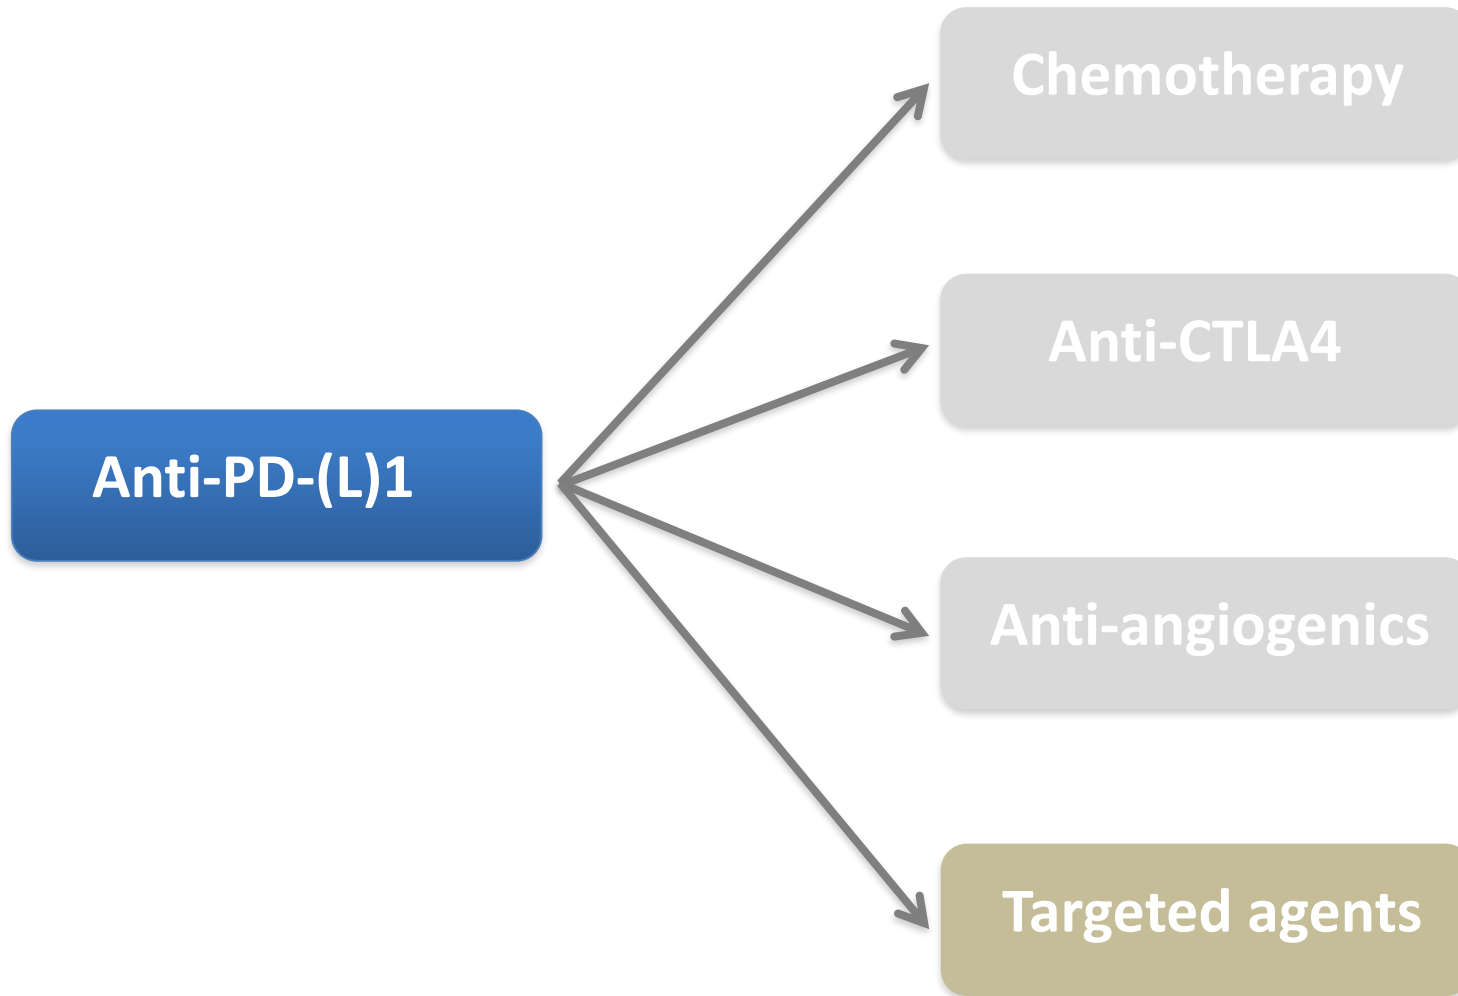 Chemotherapy
Anti-CTLA4
Anti-PD-(L)1
Anti-angiogenics
Targeted agents